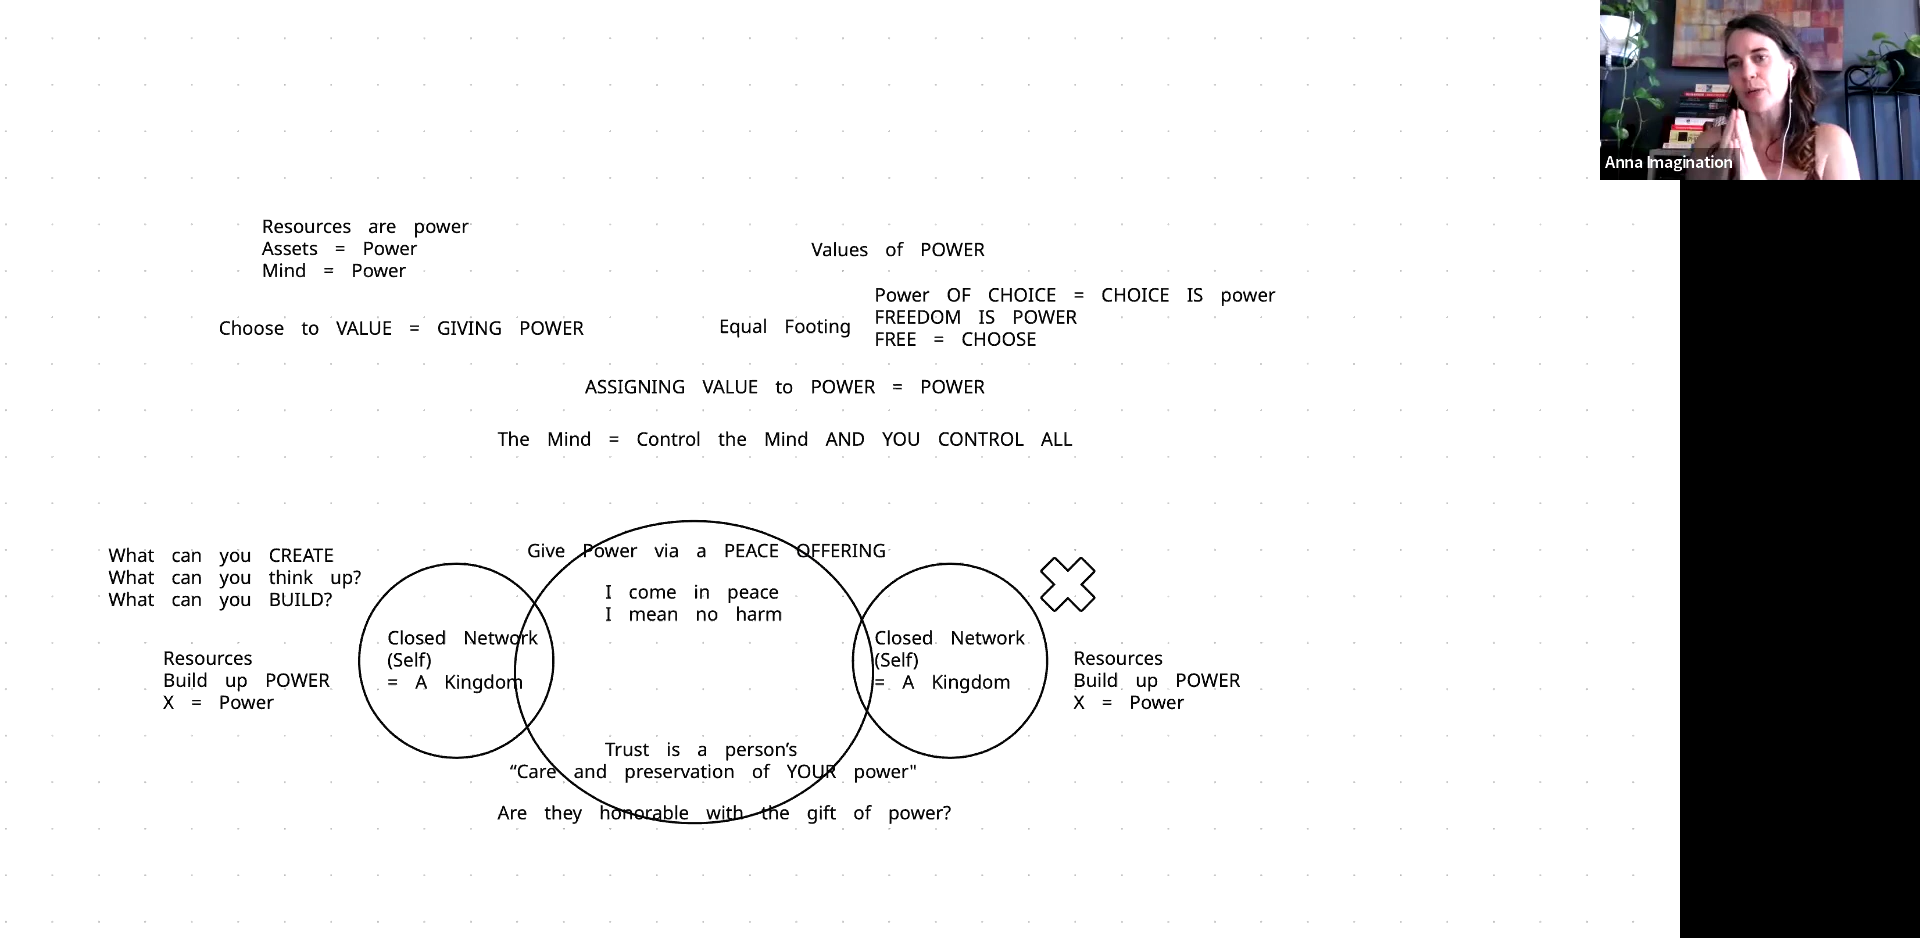 Anna Imagination
Resources are power
Assets = Power
Mind = Power
Values of POWER
Choose to VALUE = GIVING POWER
Equal Footing
Power OF CHOICE = CHOICE IS power
FREEDOM IS POWER
FREE = CHOOSE
ASSIGNING VALUE to POWER = POWER
The Mind = Control the Mind AND YOU CONTROL ALL
What can you CREATE
What can you think up?
What can you BUILD?
Resources
Build up POWER
X = Power
Closed Network
(Self)
= A Kingdom
Give Power via a PEACE OFFERING
I come in peace
I mean no harm
Trust is a person’s
“Care and preservation of YOUR power"
Are they honorable with the gift of power?
Closed Network
(Self)
= A Kingdom
Resources
Build up POWER
X = Power